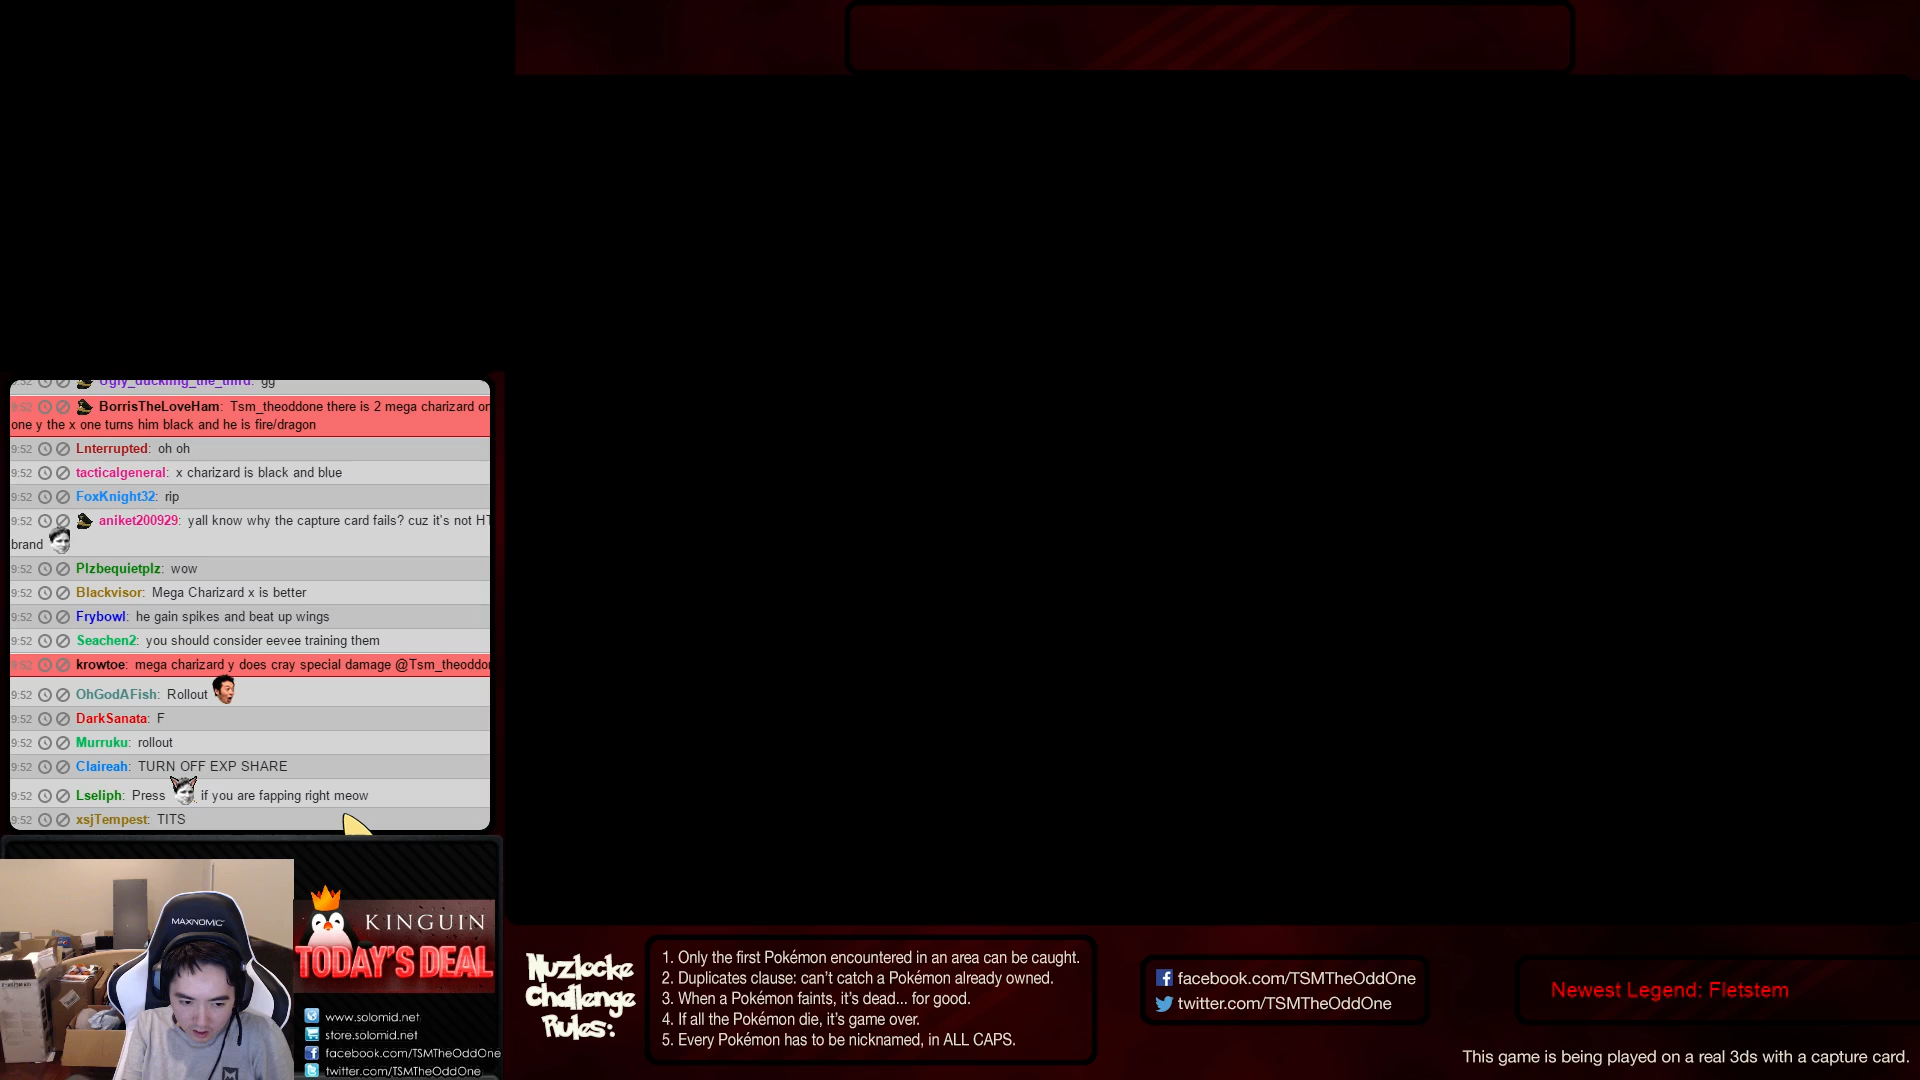 9:52 Ugly_duckling_the_third: gg
9:52 BorrisTheLoveHam: Tsm_theoddone there is 2 mega charizard
one y the x one turns him black and he is fire/dragon
9:52 Lnterrupted: oh oh
9:52 tacticalgeneral: x charizard is black and blue
9:52 FoxKnight32: rip
9:52 aniket200929: yall know why the capture card fails? cuz it's not
brand
9:52 Plzbequietplz: wow
9:52 Blackvisor: Mega Charizard x is better
9:52 Frybowl: he gain spikes and beat up wings
9:52 Seachen2: you should consider eevee training them
9:52 krowtoe: mega charizard y does cray special damage
9:52 OhGodAFish: Rollout
9:52 DarkSanata: F
9:52 Murruku: rollout
9:52 Claireah: TURN OFF EXP SHARE
9:52 Lseliph: Press if you are fapping right meow
9:52 xsjTempest: TITS
MAXNOMIC
KINGUIN
TODAY'S DEAL
www.solomid.net
store.solomid.net
facebook.com/TSMTheOddOne
twitter.com/TSMTheOddOne
Nuzlocke
Challenge
Rules:
1. Only the first Pokémon encountered in an area can be caught.
2. Duplicates clause: can't catch a Pokémon already owned.
3. When a Pokémon faints, it's dead... for good.
4. If all the Pokémon die, it's game over.
5. Every Pokémon has to be nicknamed, in ALL CAPS.
facebook.com/TSMTheOddOne
twitter.com/TSMTheOddOne
Newest Legend: Fletstem
This game is being played on a real 3ds with a capture card.